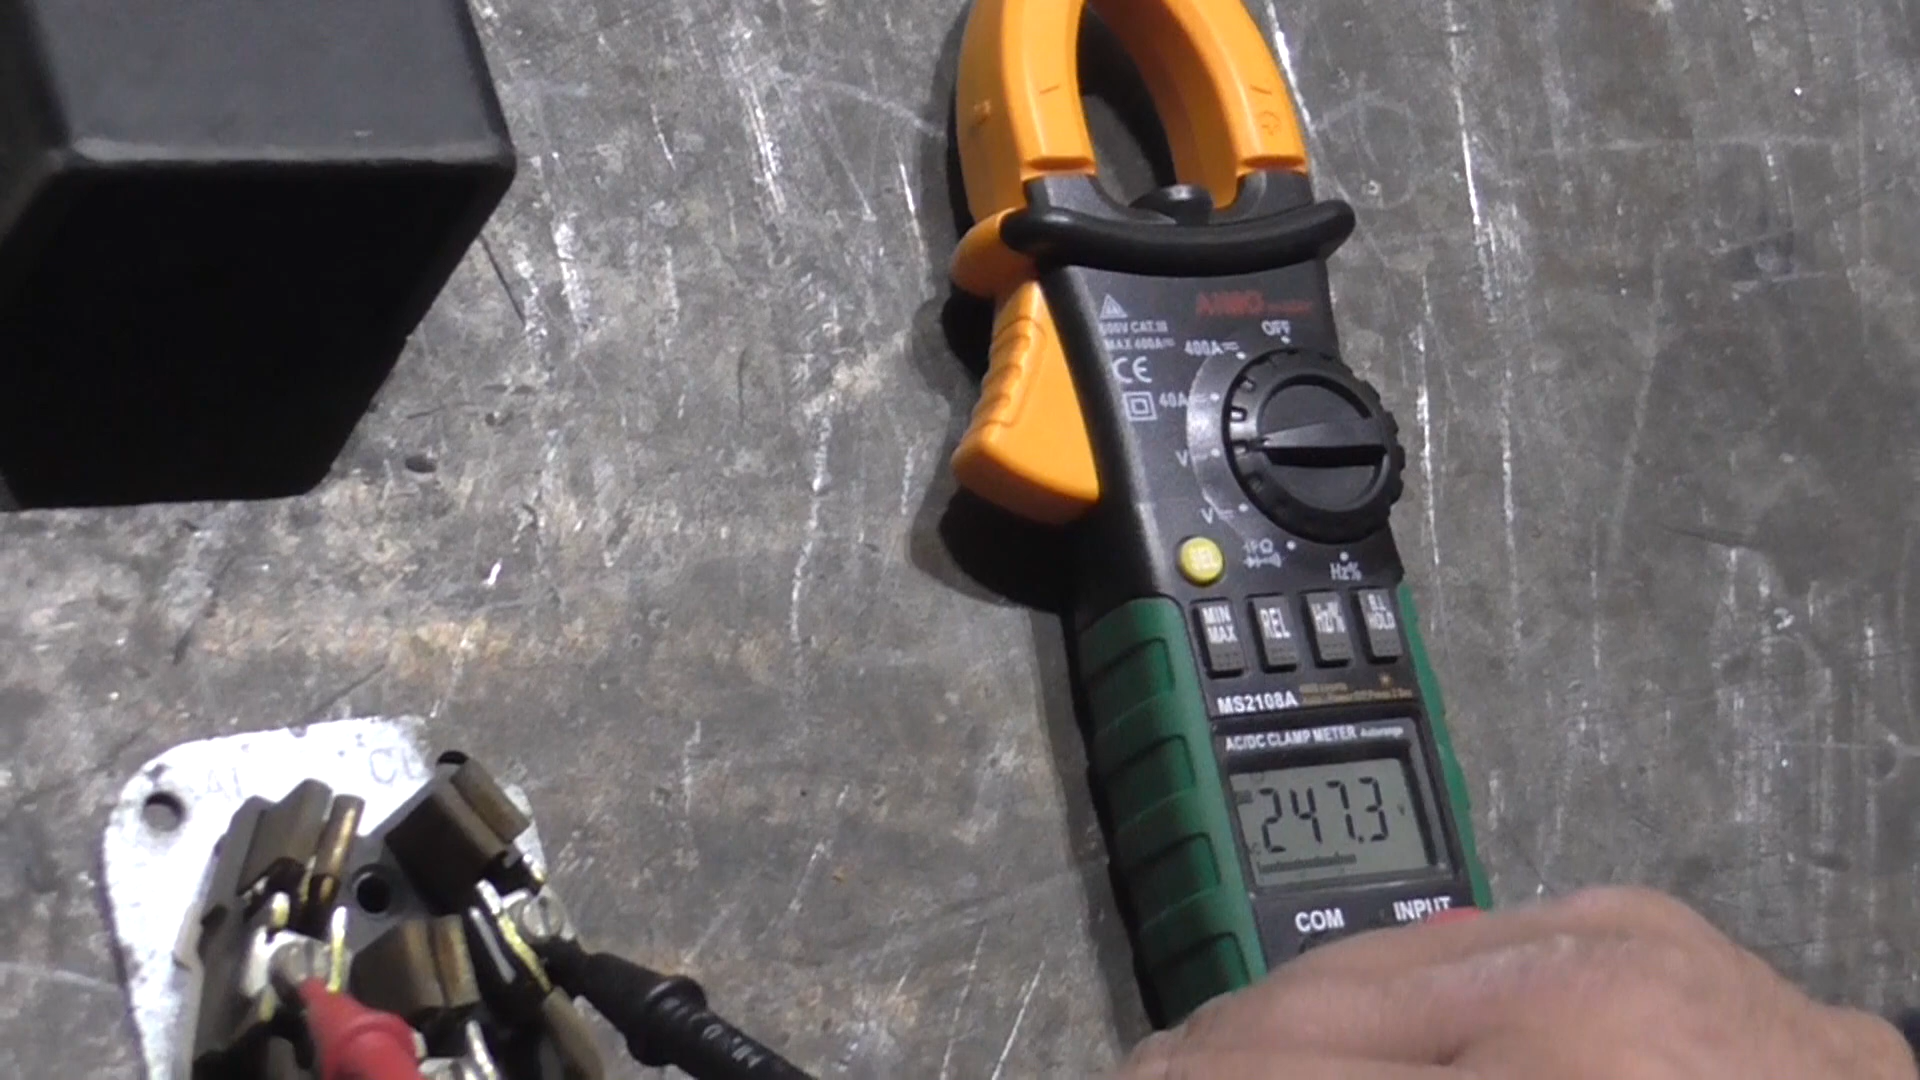 600V CAT.III
MAX 400A
CE
OFF
400A
40A
V
V
SEL
Hz%
MIN
MAX
REL
Hz/%
HOLD
MS2108A
AC/DC CLAMP METER Autorange
247.3 V
COM
INPUT